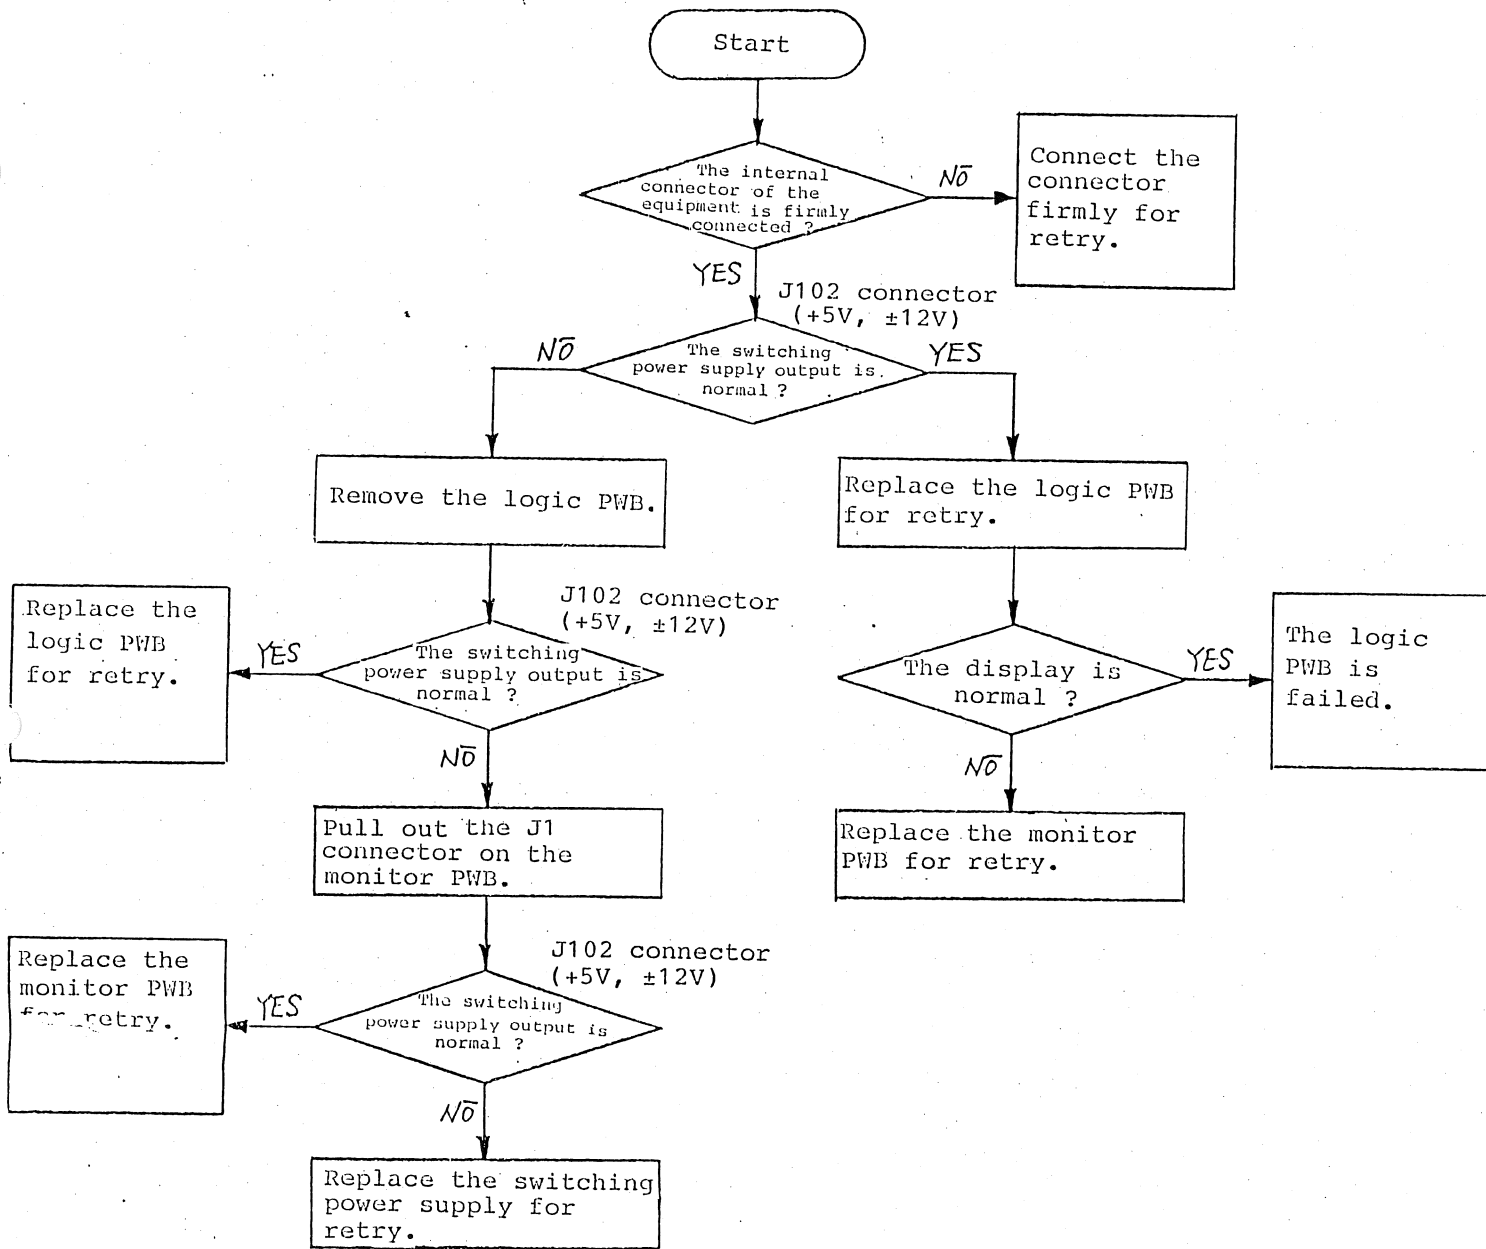 Start
The internal
connector of the
equipment is firmly
connected ?
NO
Connect the
connector
firmly for
retry.
YES
J102 connector
(+5V, ±12V)
The switching
power supply output is
normal ?
NO
YES
Remove the logic PWB.
Replace the logic PWB
for retry.
J102 connector
(+5V, ±12V)
The switching
power supply output is
normal ?
YES
Replace the
logic PWB
for retry.
The display is
normal ?
YES
The logic
PWB is
failed.
NO
NO
Pull out the J1
connector on the
monitor PWB.
Replace the monitor
PWB for retry.
J102 connector
(+5V, ±12V)
The switching
power supply output is
normal ?
YES
Replace the
monitor PWB
for retry.
NO
Replace the switching
power supply for
retry.